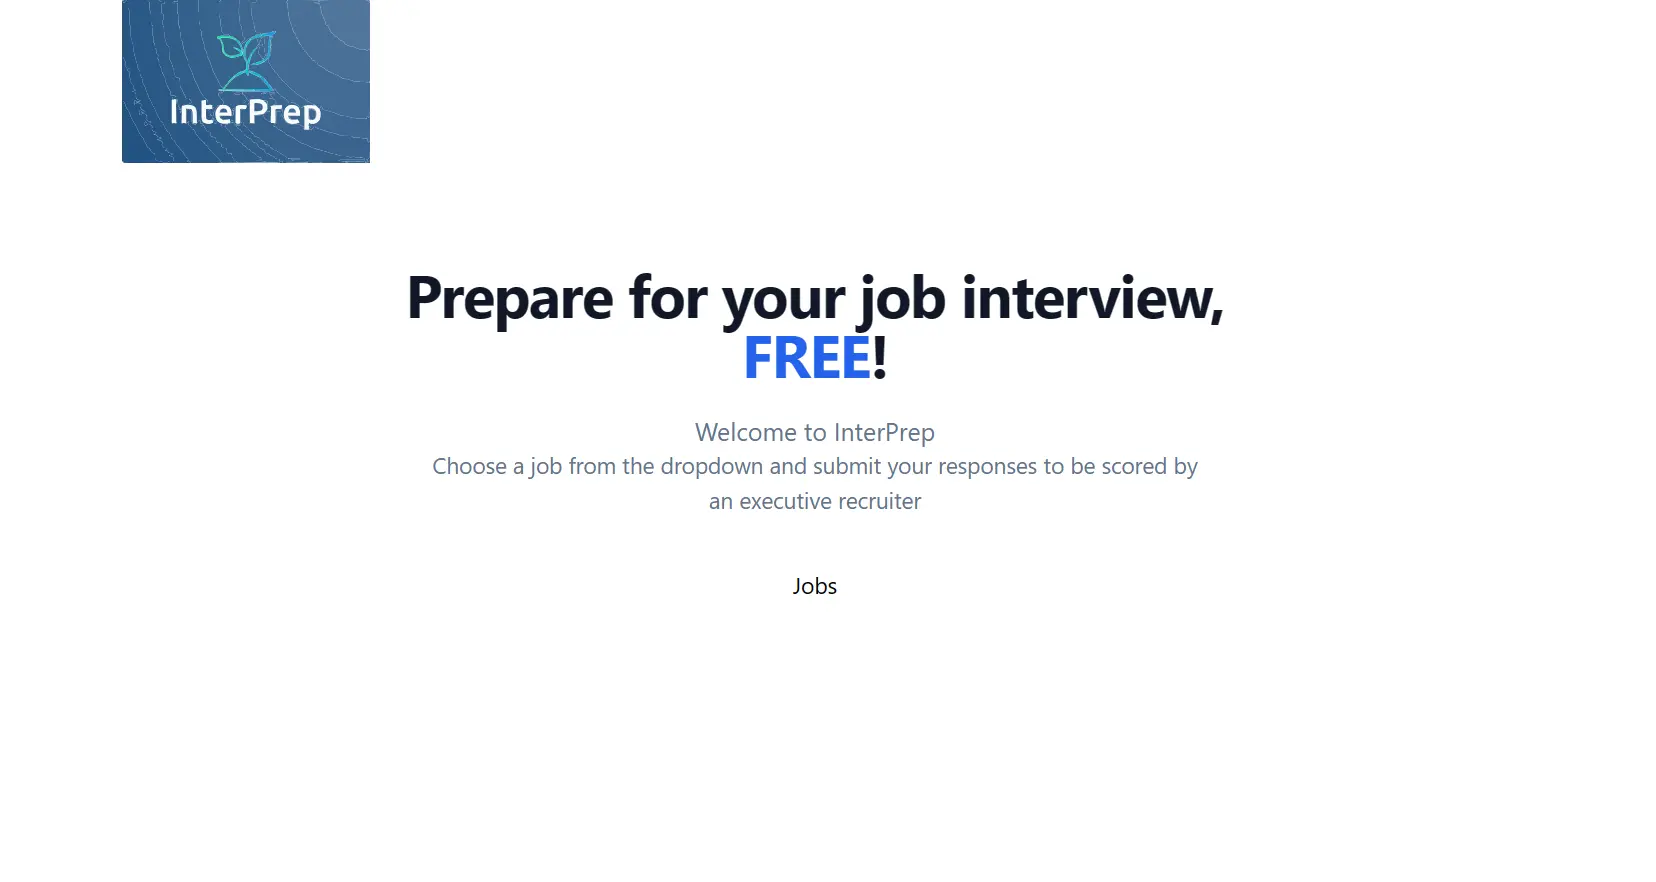 InterPrep
Prepare for your job interview,
FREE!
Welcome to InterPrep
Choose a job from the dropdown and submit your responses to be scored by
an executive recruiter
Jobs